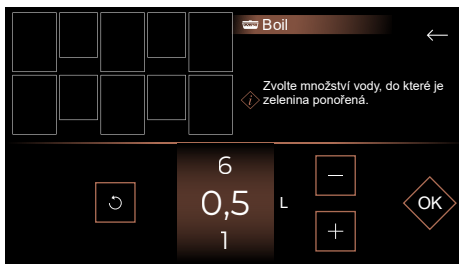 Boil
Zvolte množství vody, do které je
i zelenina ponořená.
6
0,5 L
1
OK